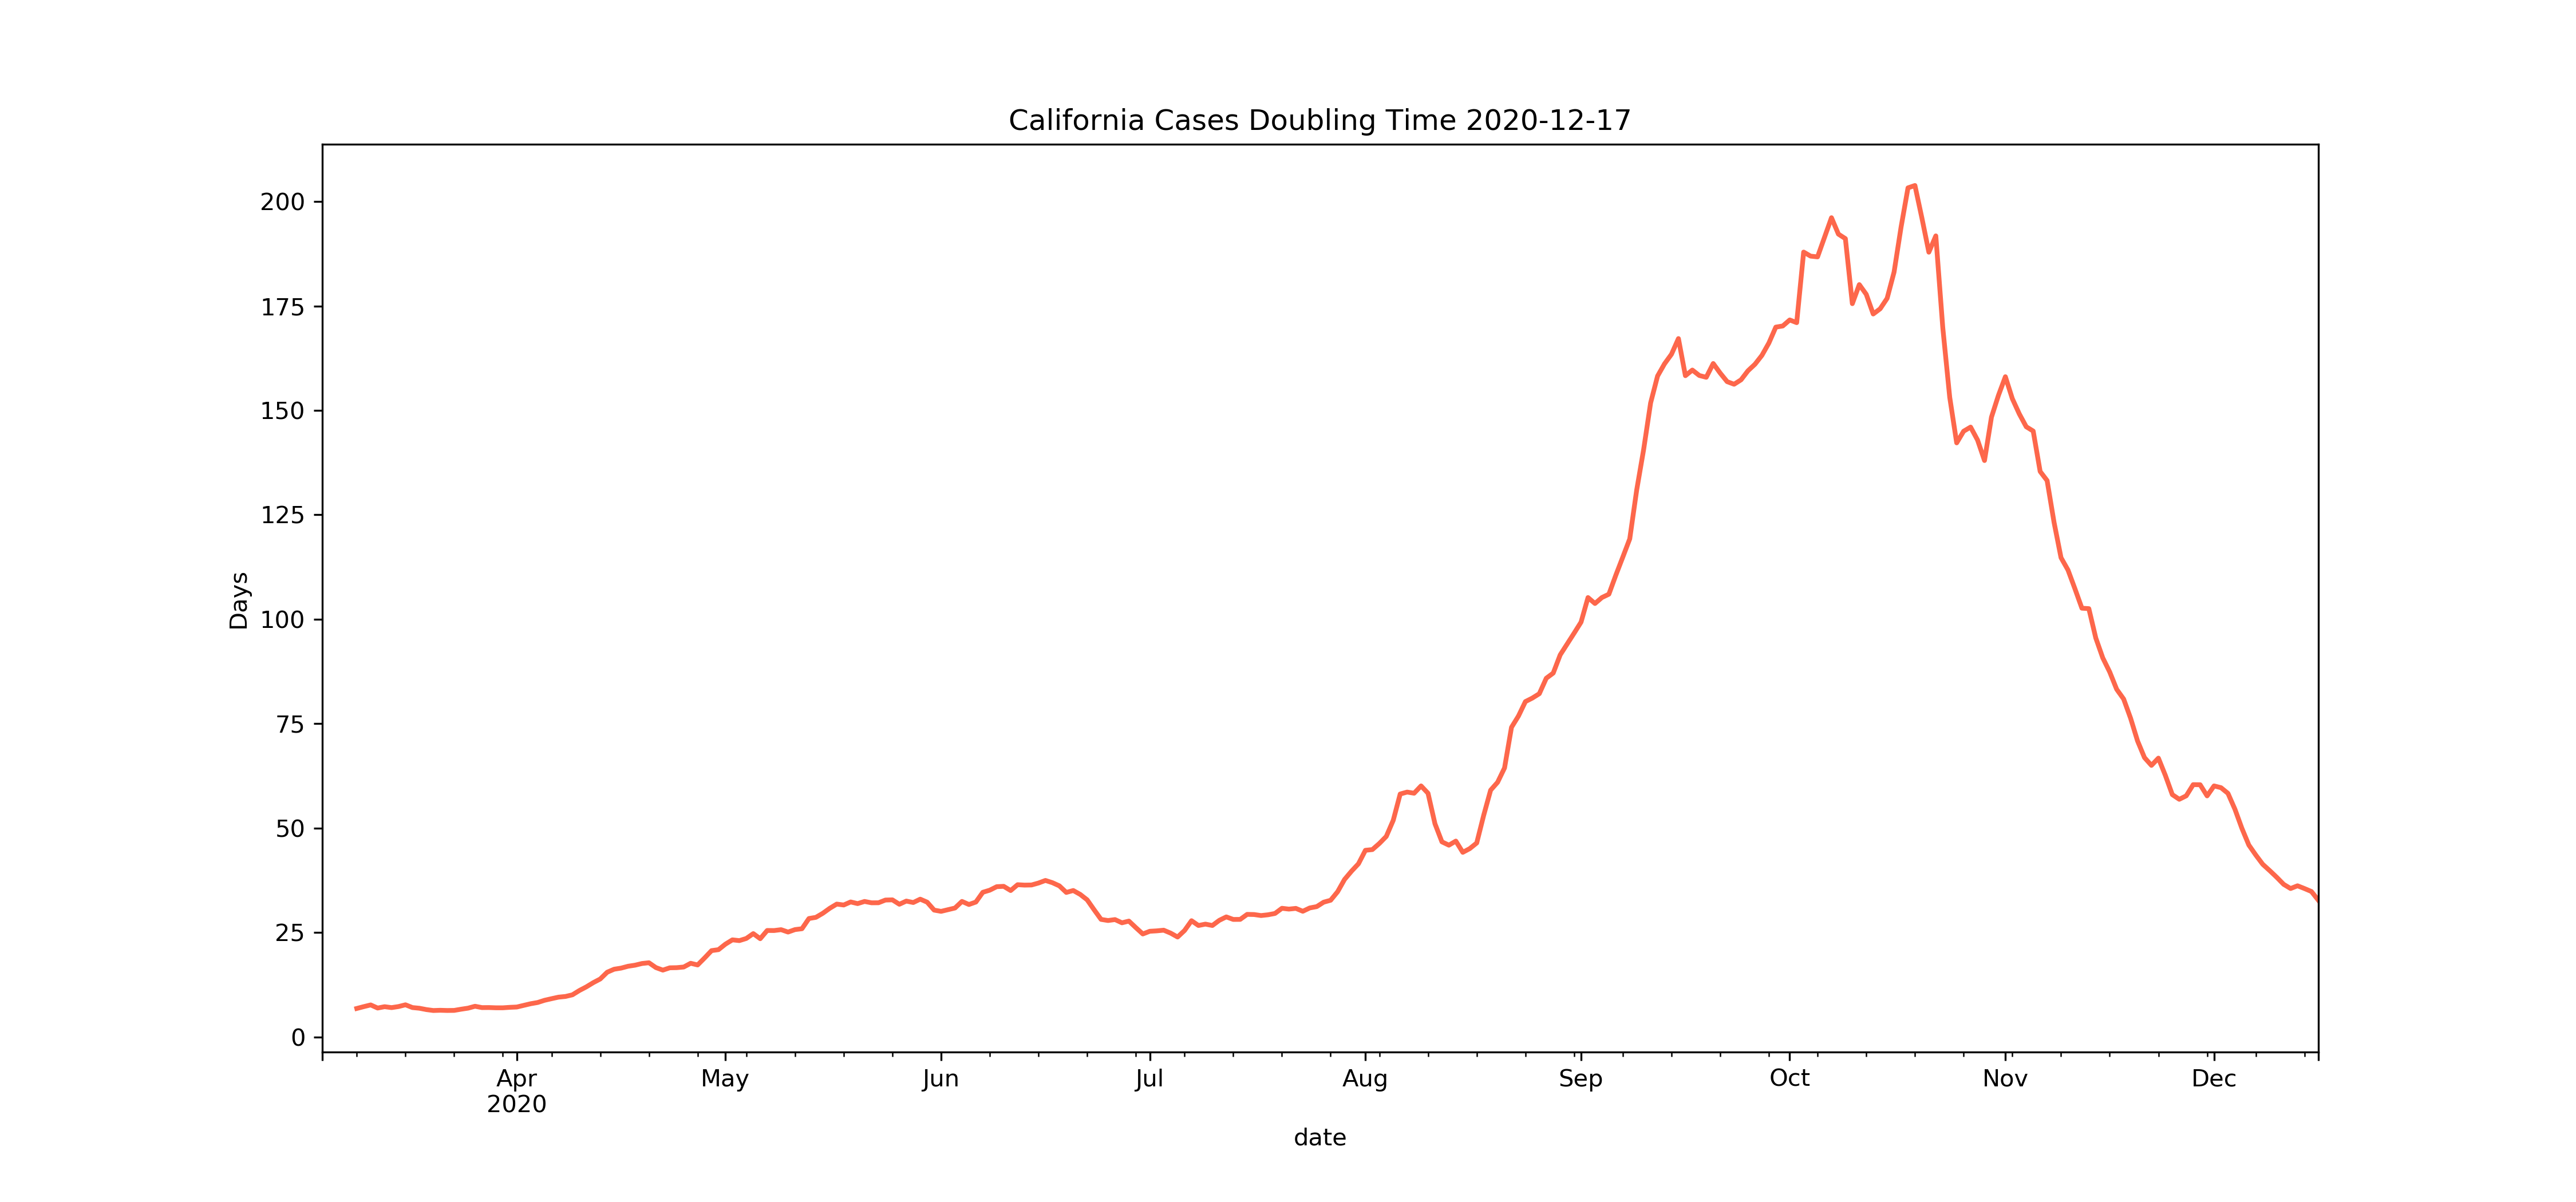 California Cases Doubling Time 2020-12-17
200
175
150
125
100
75
50
25
0
Days
Apr May Jun Jul Aug Sep Oct Nov Dec
2020
date